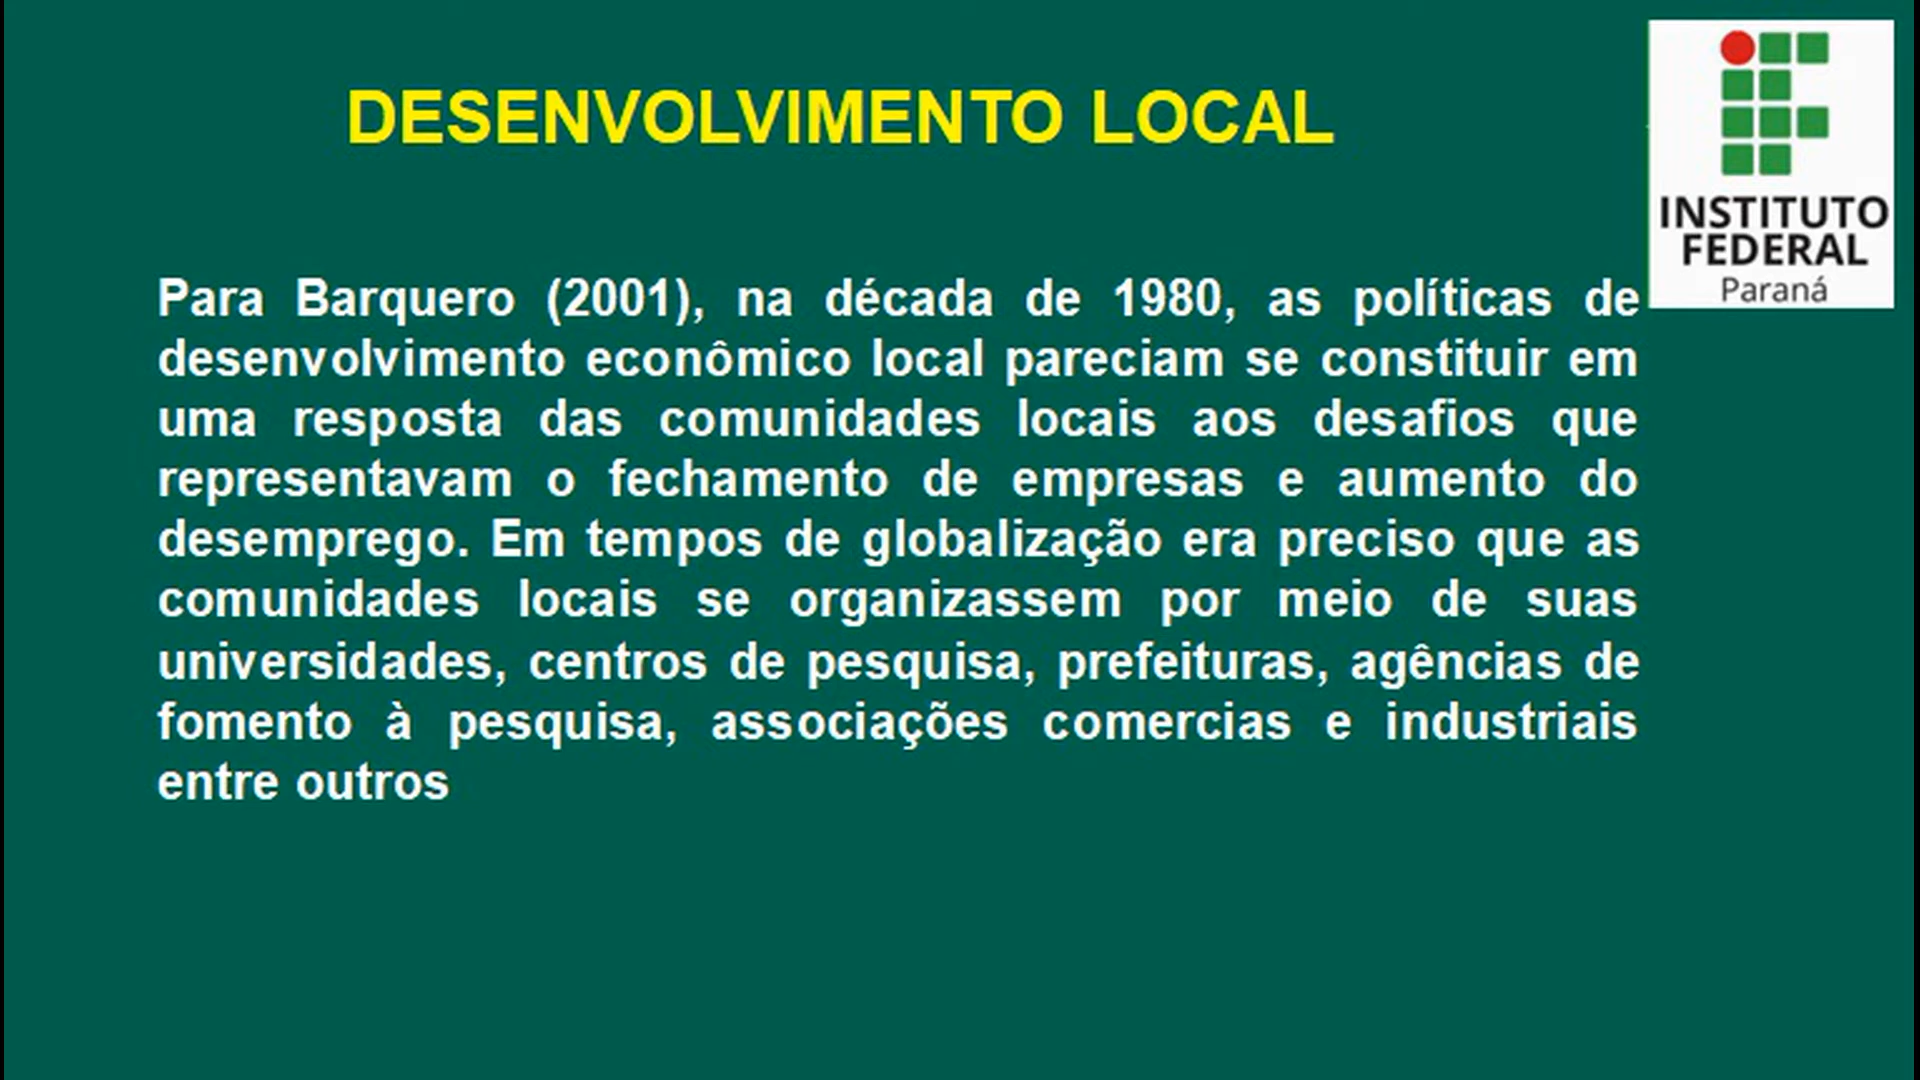 DESENVOLVIMENTO LOCAL
INSTITUTO
FEDERAL
Paraná
Para Barquero (2001), na década de 1980, as políticas de
desenvolvimento econômico local pareciam se constituir em
uma resposta das comunidades locais aos desafios que
representavam o fechamento de empresas e aumento do
desemprego. Em tempos de globalização era preciso que as
comunidades locais se organizassem por meio de suas
universidades, centros de pesquisa, prefeituras, agências de
fomento à pesquisa, associações comercias e industriais
entre outros